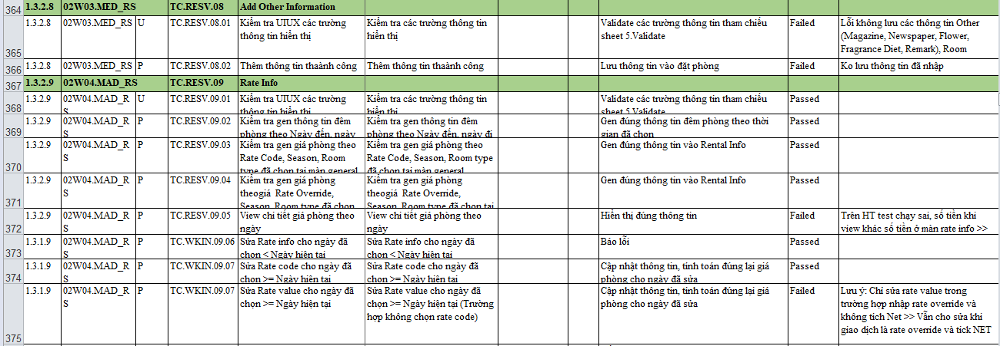 364 1.3.2.8 02W03.MED_RS TC.RESV.08 Add Other Information
365 1.3.2.8 02W03.MED_RS U TC.RESV.08.01 Kiểm tra UIUX các trường
thông tin hiển thị
Kiểm tra các trường thông tin
hiển thị
Validate các trường thông tin tham chiếu
sheet 5.Validate
Failed
Lỗi không lưu các thông tin Other
(Magazine, Newspaper, Flower,
Fragrance Diet, Remark), Room
366 1.3.2.8 02W03.MED_RS P TC.RESV.08.02 Thêm thông tin thaành công Thêm thông tin thaành công Lưu thông tin vào đặt phòng Failed Ko lưu thông tin đã nhập
367 1.3.2.9 02W04.MAD_RS TC.RESV.09 Rate Info
368 1.3.2.9 02W04.MAD_R
S
U TC.RESV.09.01 Kiểm tra UIUX các trường
thông tin hiển thị
Kiểm tra các trường thông tin
hiển thị
Validate các trường thông tin tham chiếu
sheet 5.Validate
Passed
369 1.3.2.9 02W04.MAD_R
S
P TC.RESV.09.02 Kiểm tra gen thông tin đêm
phòng theo Ngày đến, ngày
Kiểm tra gen thông tin đêm
phòng theo Ngày đến, ngày đi
Gen đúng thông tin đêm phòng theo thời
gian đã chọn
Passed
370 1.3.2.9 02W04.MAD_R
S
P TC.RESV.09.03 Kiểm tra gen giá phòng theo
Rate Code, Season, Room
type đã chọn tại màn general
Kiểm tra gen giá phòng theo
Rate Code, Season, Room type
đã chọn tại màn general
Gen đúng thông tin vào Rental Info
Passed
371 1.3.2.9 02W04.MAD_R
S
P TC.RESV.09.04 Kiểm tra gen giá phòng
theogiá Rate Override,
Season, Room type đã chọn
Kiểm tra gen giá phòng
theogiá Rate Override,
Season, Room type đã chọn tại
Gen đúng thông tin vào Rental Info
Passed
372 1.3.2.9 02W04.MAD_R
S
P TC.RESV.09.05 View chi tiết giá phòng theo
ngày
View chi tiết giá phòng theo
ngày
Hiển thị đúng thông tin
Failed
Trên HT test chạy sai, số tiền khi
view khác số tiền ở màn rate info >>
373 1.3.1.9 02W04.MAD_R
S
P TC.WKIN.09.06 Sửa Rate info cho ngày đã
chọn < Ngày hiện tại
Sửa Rate info cho ngày đã
chọn < Ngày hiện tại
Báo lỗi
Passed
374 1.3.1.9 02W04.MAD_R
S
P TC.WKIN.09.07 Sửa Rate code cho ngày đã
chọn >= Ngày hiện tại
Sửa Rate code cho ngày đã
chọn >= Ngày hiện tại
Cập nhật thông tin, tính toán đúng lại giá
phòng cho ngày đã sửa
Passed
375 1.3.1.9 02W04.MAD_R
S
P TC.WKIN.09.07 Sửa Rate value cho ngày đã
chọn >= Ngày hiện tại
Sửa Rate value cho ngày đã
chọn >= Ngày hiện tại (Trường
hợp không chọn rate code)
Cập nhật thông tin, tính toán đúng lại giá
phòng cho ngày đã sửa
Failed
Lưu ý: Chỉ sửa rate value trong
trường hợp nhập rate override và
không tích Net >> Vẫn cho sửa khi
giao dịch là rate override và tick NET